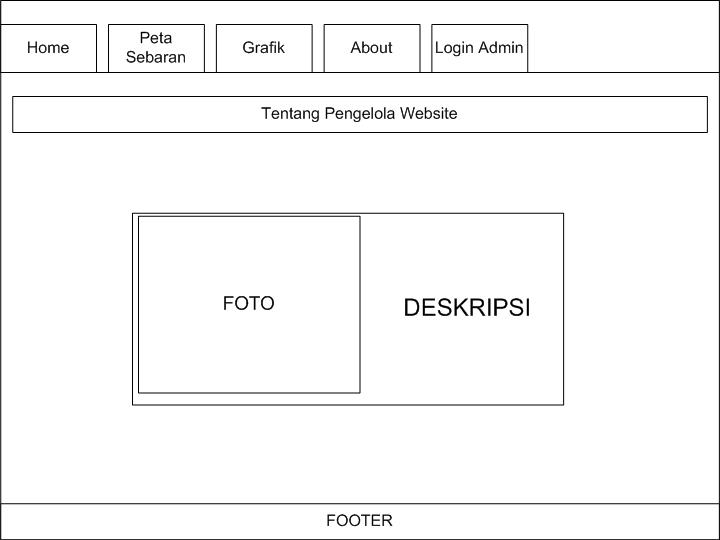 Home
Peta
Sebaran
Grafik
About
Login Admin
Tentang Pengelola Website
FOTO
DESKRIPSI
FOOTER